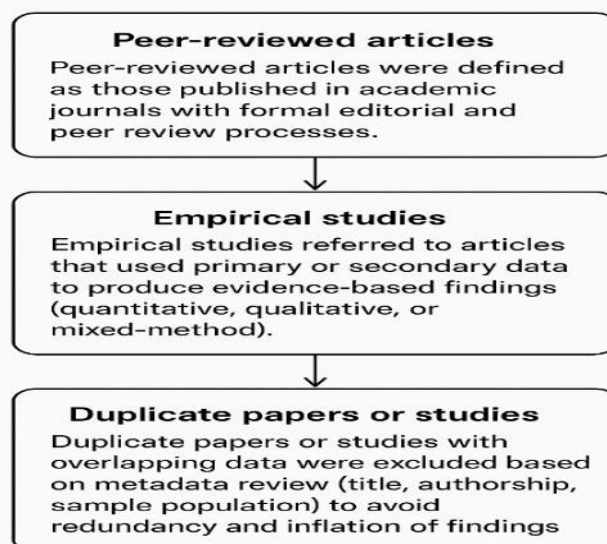 Peer-reviewed articles
Peer-reviewed articles were defined
as those published in academic
journals with formal editorial and
peer review processes.
Empirical studies
Empirical studies referred to articles
that used primary or secondary data
to produce evidence-based findings
(quantitative, qualitative, or
mixed-method).
Duplicate papers or studies
Duplicate papers or studies with
overlapping data were excluded based
on metadata review (title, authorship,
sample population) to avoid
redundancy and inflation of findings